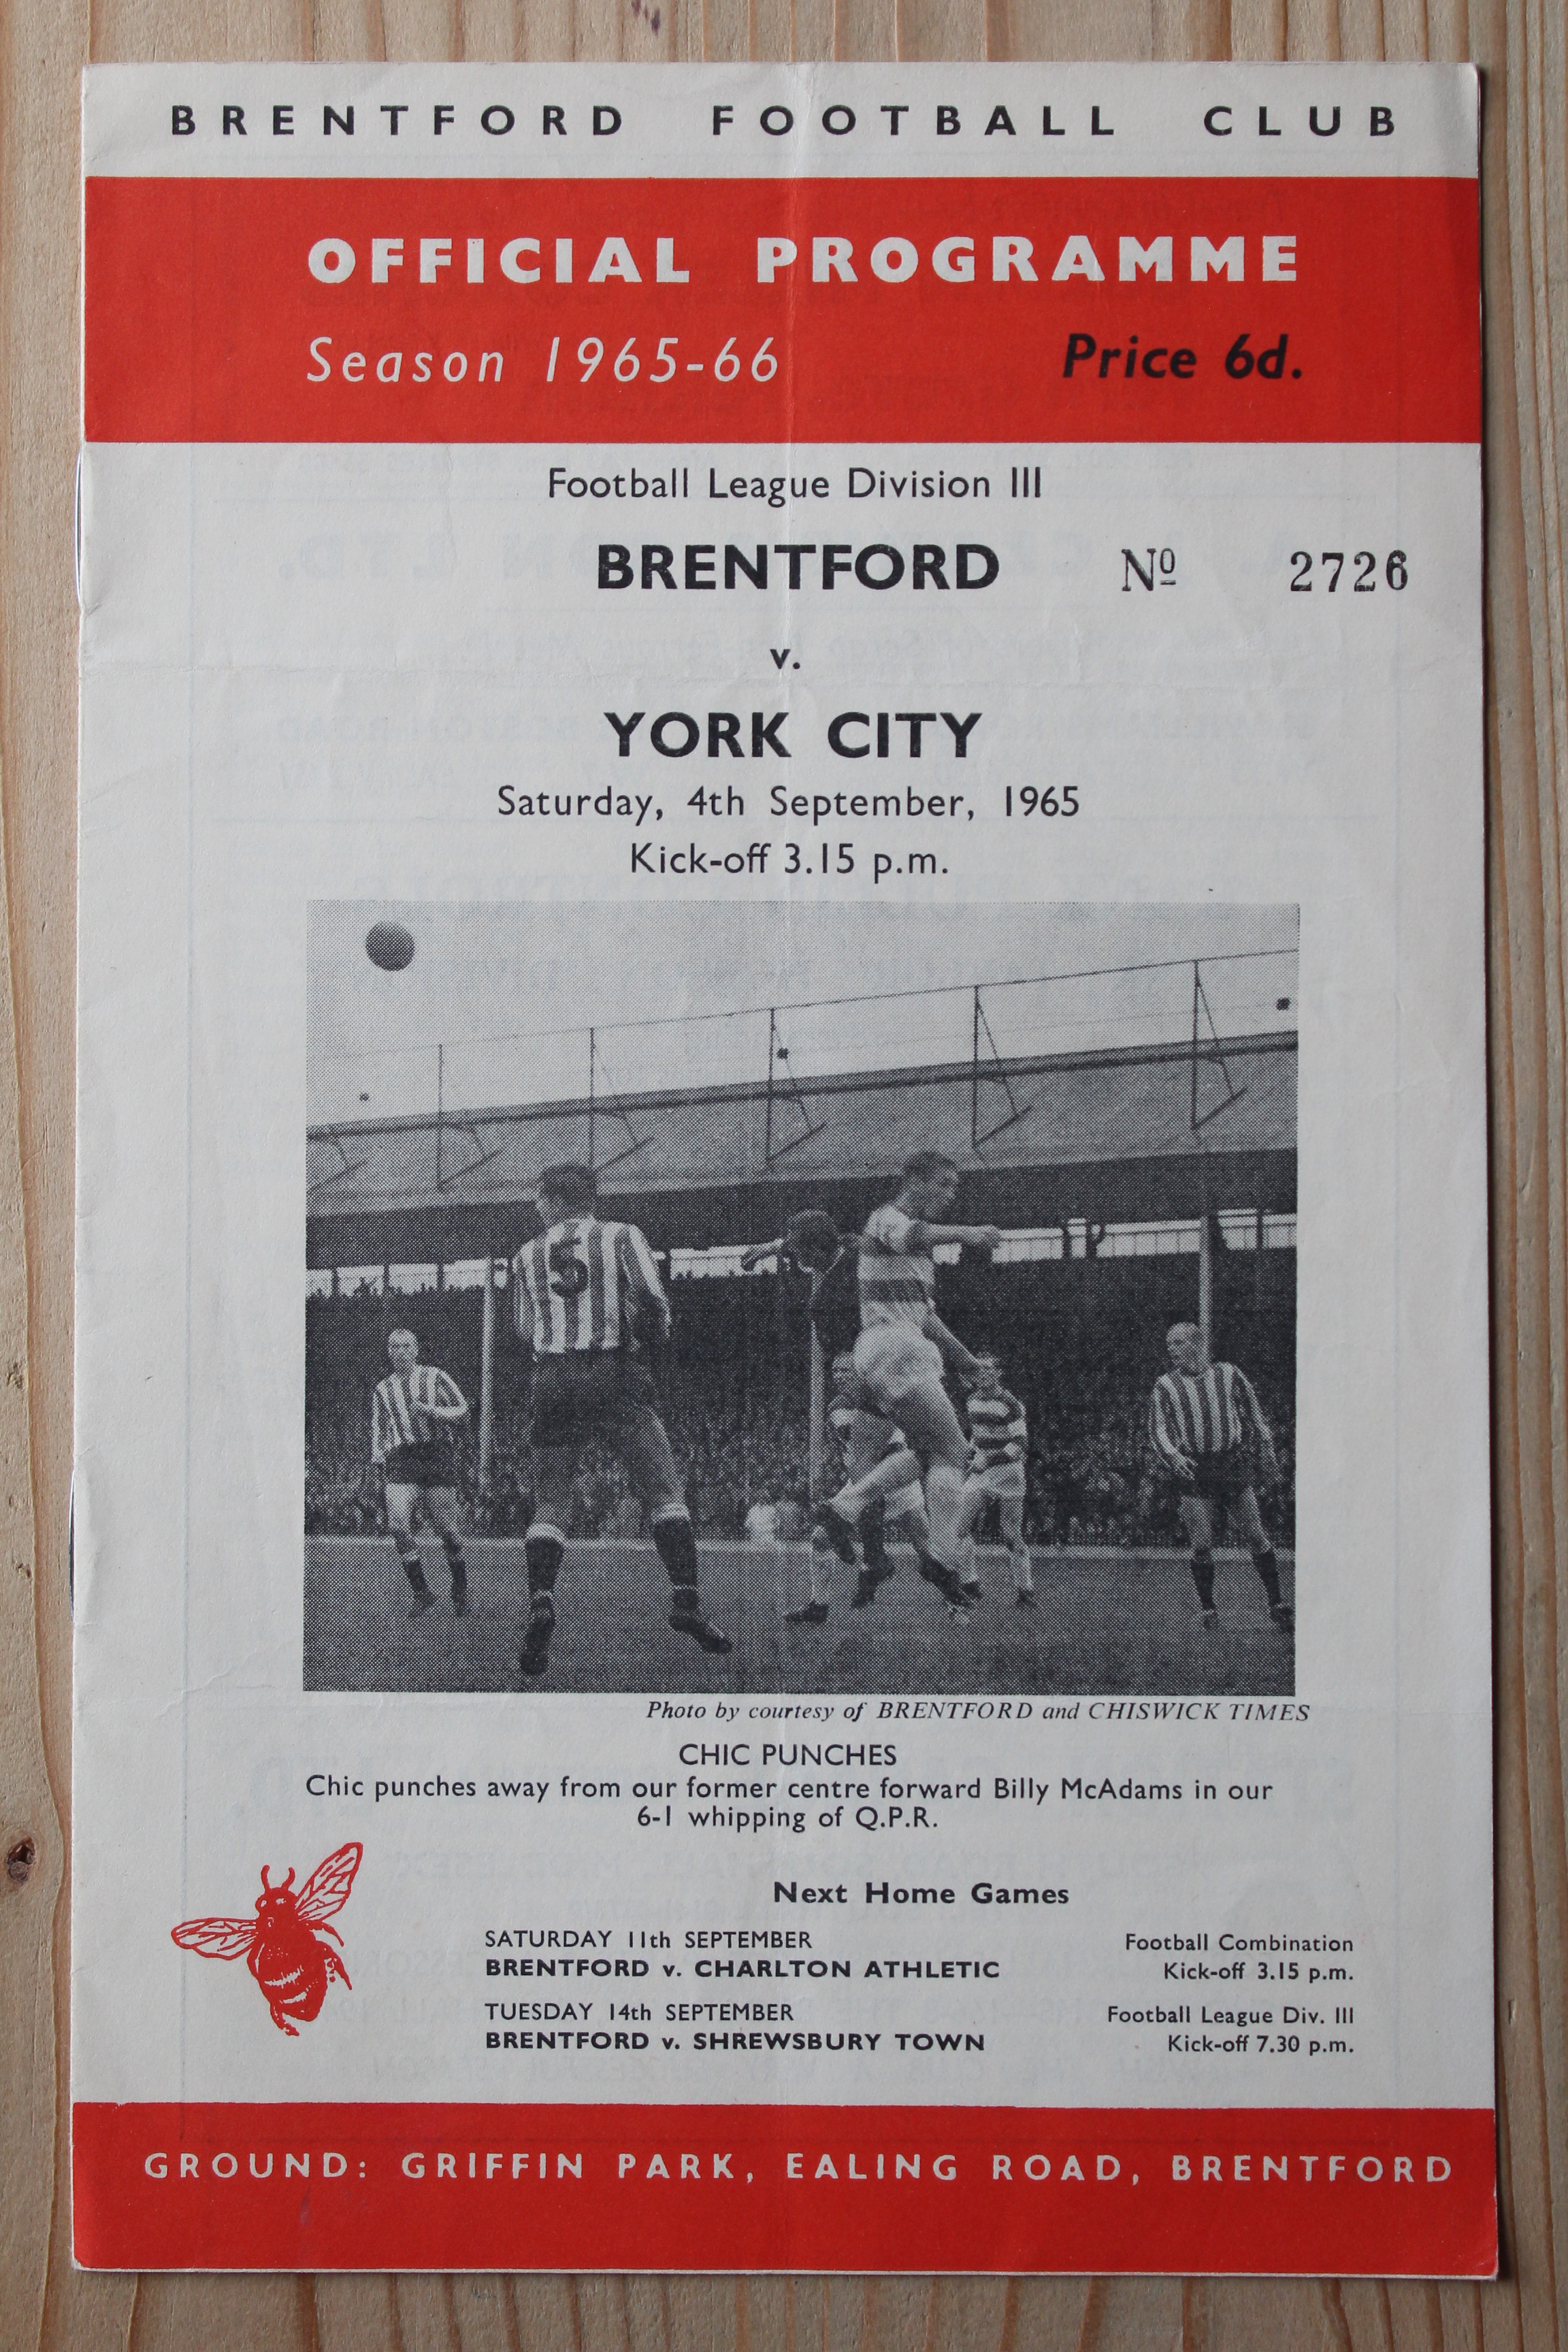 BRENTFORD FOOTBALL CLUB
OFFICIAL PROGRAMME
Season 1965-66 Price 6d.
Football League Division III
BRENTFORD Nº 2726
v.
YORK CITY
Saturday, 4th September, 1965
Kick-off 3.15 p.m.
5
Photo by courtesy of BRENTFORD and CHISWICK TIMES
CHIC PUNCHES
Chic punches away from our former centre forward Billy McAdams in our
6-1 whipping of Q.P.R.
Next Home Games
SATURDAY 11th SEPTEMBER Football Combination
BRENTFORD v. CHARLTON ATHLETIC Kick-off 3.15 p.m.
TUESDAY 14th SEPTEMBER Football League Div. III
BRENTFORD v. SHREWSBURY TOWN Kick-off 7.30 p.m.
GROUND: GRIFFIN PARK, EALING ROAD, BRENTFORD